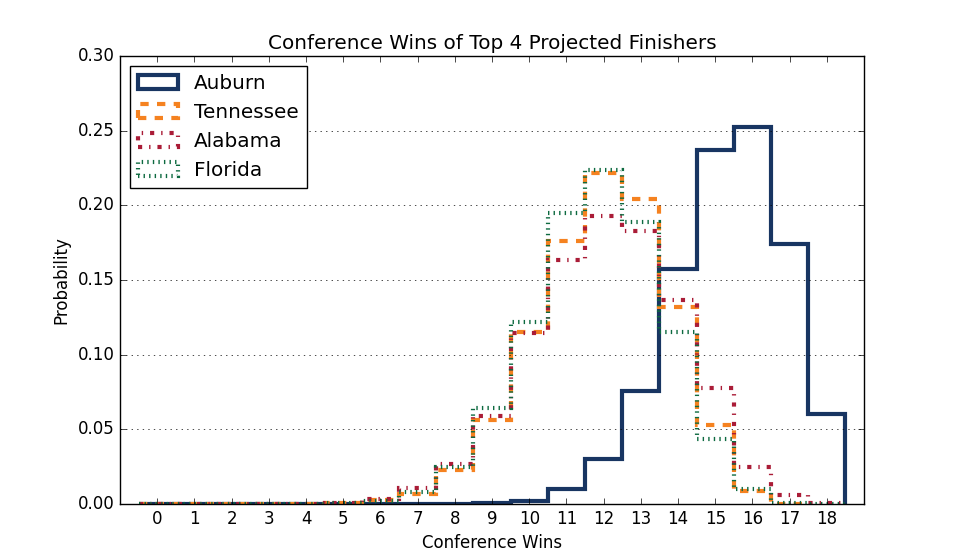 Conference Wins of Top 4 Projected Finishers
0.30
0.25
0.20
0.15
0.10
0.05
0.00
Probability
Auburn
Tennessee
Alabama
Florida
0 1 2 3 4 5 6 7 8 9 10 11 12 13 14 15 16 17 18
Conference Wins